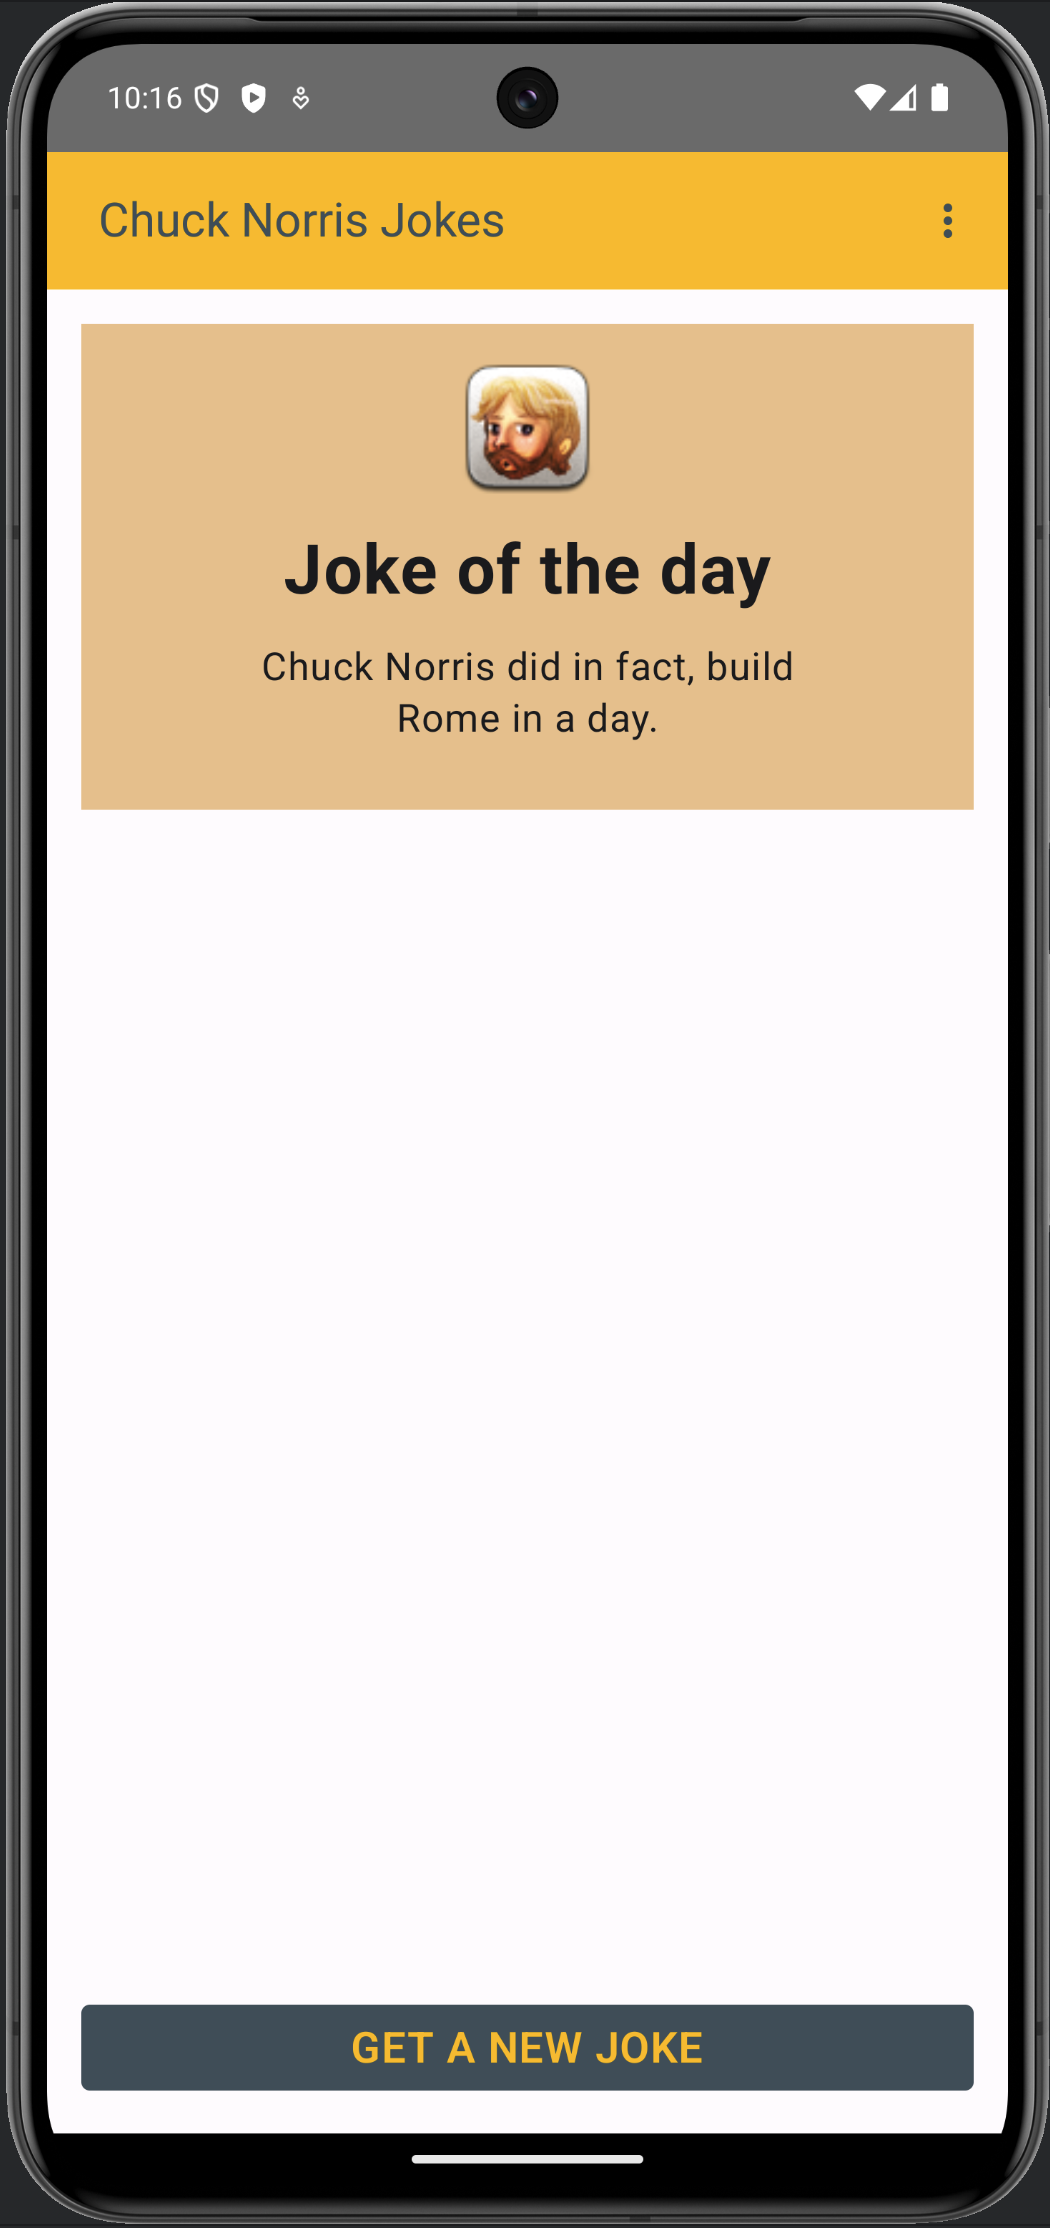 10:16
Chuck Norris Jokes
Joke of the day
Chuck Norris did in fact, build
Rome in a day.
GET A NEW JOKE